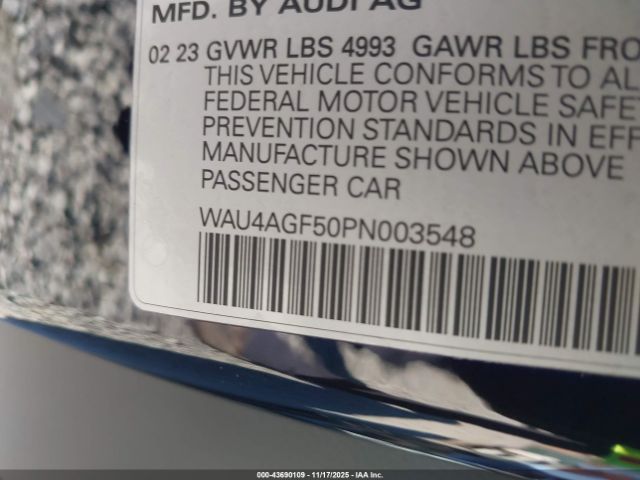 MFD. BY AUDI AG
02 23 GVWR LBS 4993 GAWR LBS FRO
THIS VEHICLE CONFORMS TO AL
FEDERAL MOTOR VEHICLE SAFE
PREVENTION STANDARDS IN EFF
MANUFACTURE SHOWN ABOVE
PASSENGER CAR
WAU4AGF50PN003548
000-43690109 - 11/17/2025 - IAA Inc.